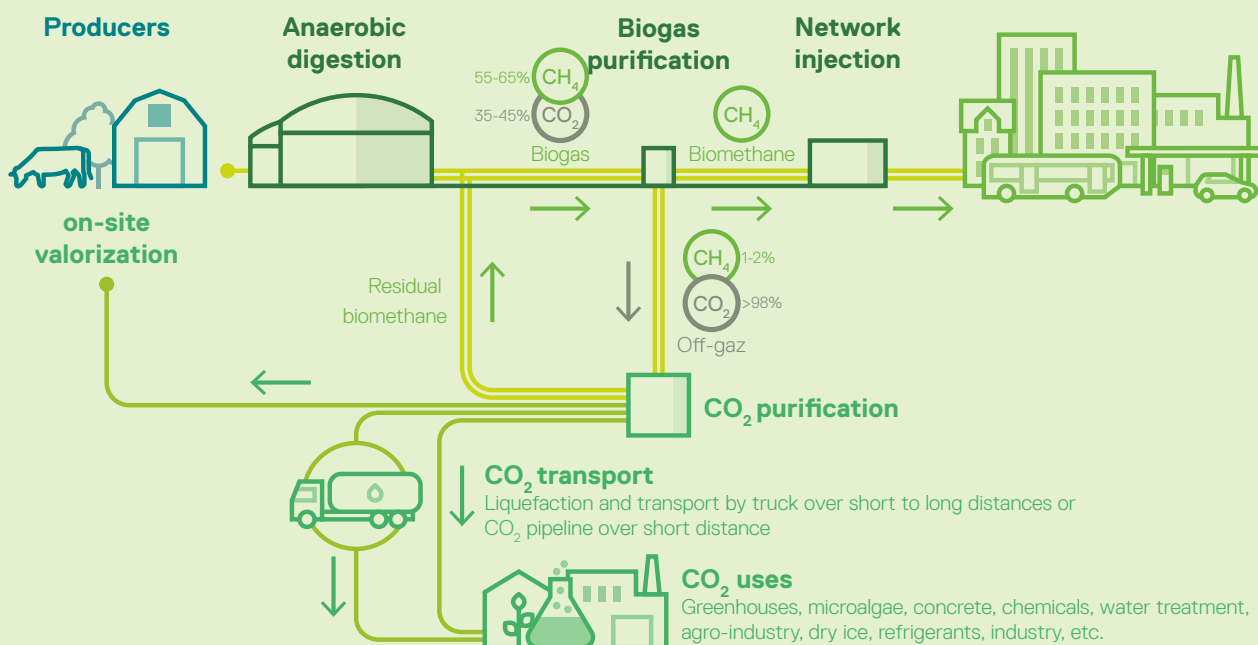 Producers
Anaerobic
digestion
Biogas
purification
Network
injection
55-65%
CH₄
35-45%
CO₂
Biogas
CH₄
Biomethane
on-site
valorization
Residual
biomethane
CH₄
1-2%
CO₂
>98%
Off-gaz
CO₂ purification
CO₂ transport
Liquefaction and transport by truck over short to long distances or
CO₂ pipeline over short distance
CO₂ uses
Greenhouses, microalgae, concrete, chemicals, water treatment,
agro-industry, dry ice, refrigerants, industry, etc.